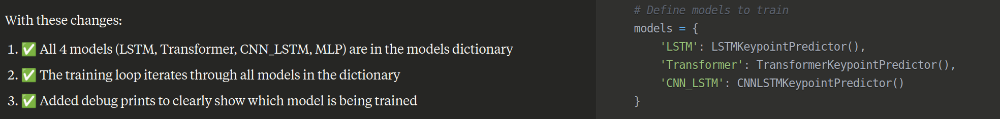 With these changes:
1. ✅ All 4 models (LSTM, Transformer, CNN_LSTM, MLP) are in the models dictionary
2. ✅ The training loop iterates through all models in the dictionary
3. ✅ Added debug prints to clearly show which model is being trained
# Define models to train
models = {
    'LSTM': LSTMKeypointPredictor(),
    'Transformer': TransformerKeypointPredictor(),
    'CNN_LSTM': CNNLSTMKeypointPredictor()
}